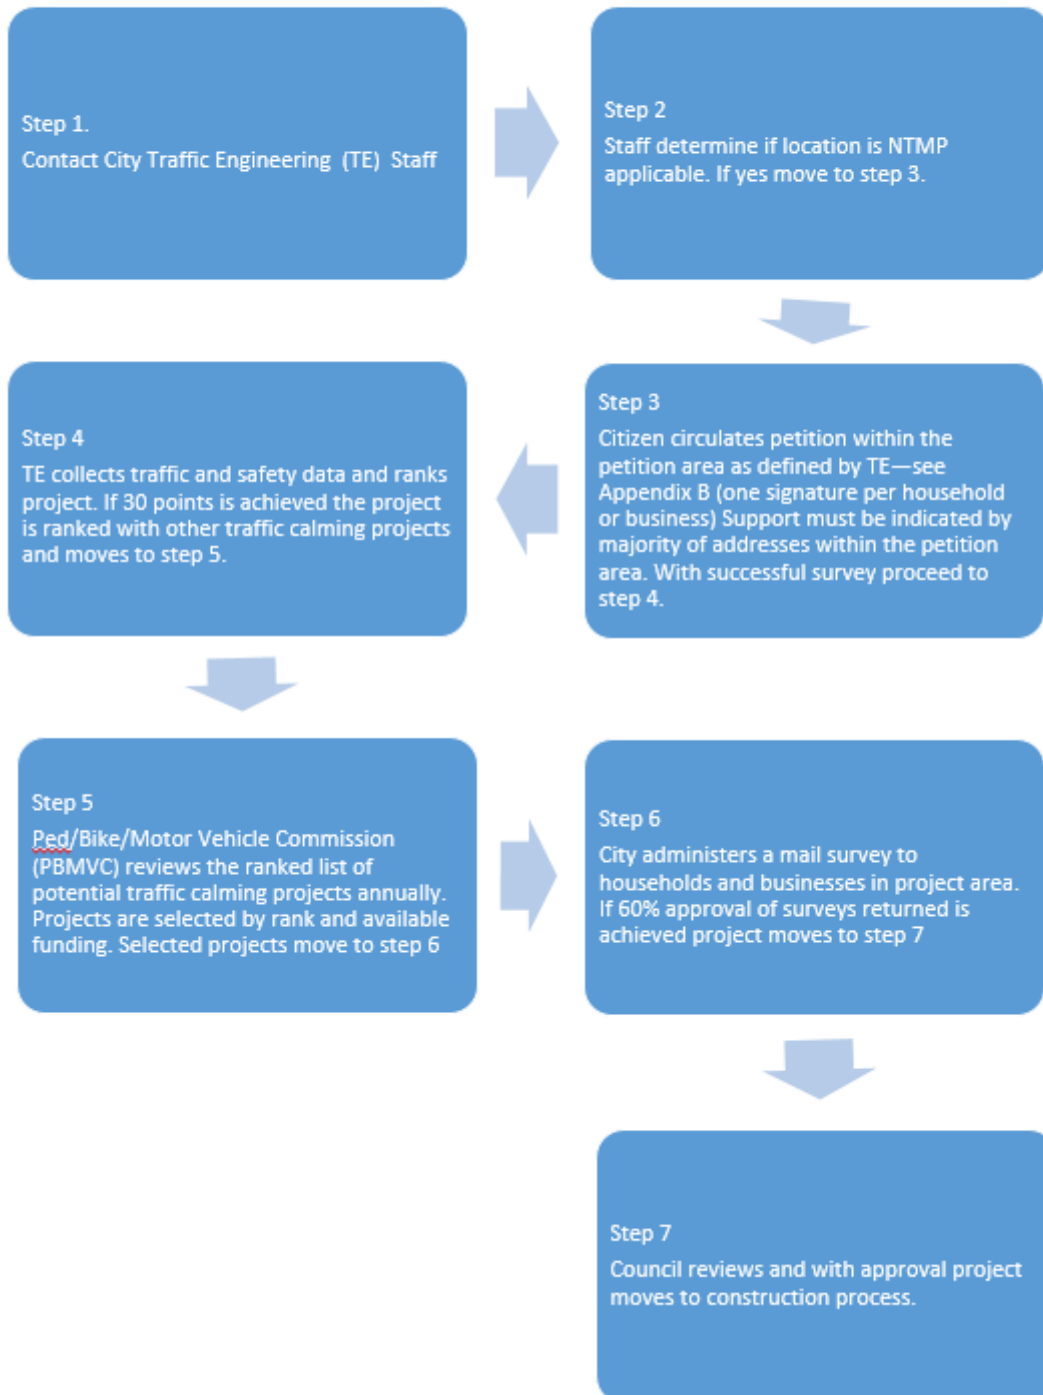 Step 1.
Contact City Traffic Engineering (TE) Staff
Step 2
Staff determine if location is NTMP
applicable. If yes move to step 3.
Step 3
Citizen circulates petition within the
petition area as defined by TE—see
Appendix B (one signature per household
or business) Support must be indicated by
majority of addresses within the petition
area. With successful survey proceed to
step 4.
Step 4
TE collects traffic and safety data and ranks
project. If 30 points is achieved the project
is ranked with other traffic calming projects
and moves to step 5.
Step 5
Ped/Bike/Motor Vehicle Commission
(PBMVC) reviews the ranked list of
potential traffic calming projects annually.
Projects are selected by rank and available
funding. Selected projects move to step 6
Step 6
City administers a mail survey to
households and businesses in project area.
If 60% approval of surveys returned is
achieved project moves to step 7
Step 7
Council reviews and with approval project
moves to construction process.